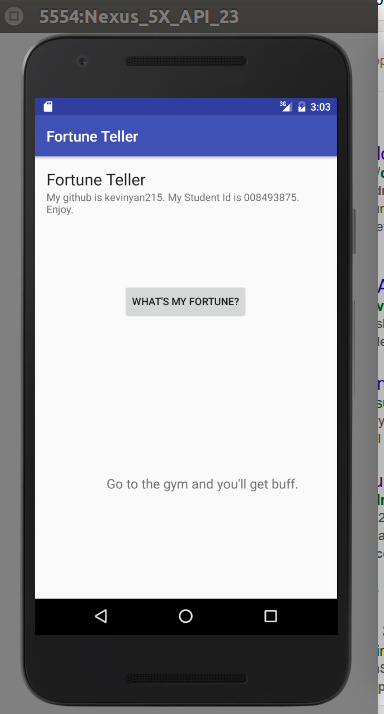 5554:Nexus_5X_API_23
3G 3:03
Fortune Teller
Fortune Teller
My github is kevinyan215. My Student Id is 008493875.
Enjoy.
WHAT'S MY FORTUNE?
Go to the gym and you'll get buff.